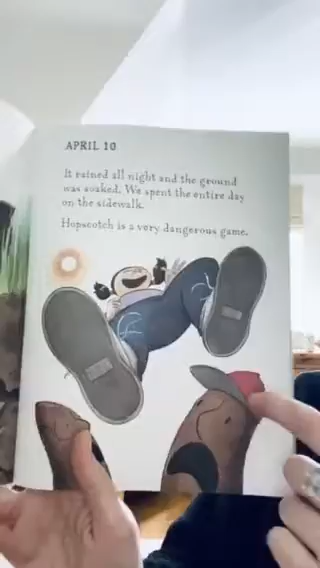 APRIL 10
It rained all night and the ground
was soaked. We spent the entire day
on the sidewalk.
Hopscotch is a very dangerous game.